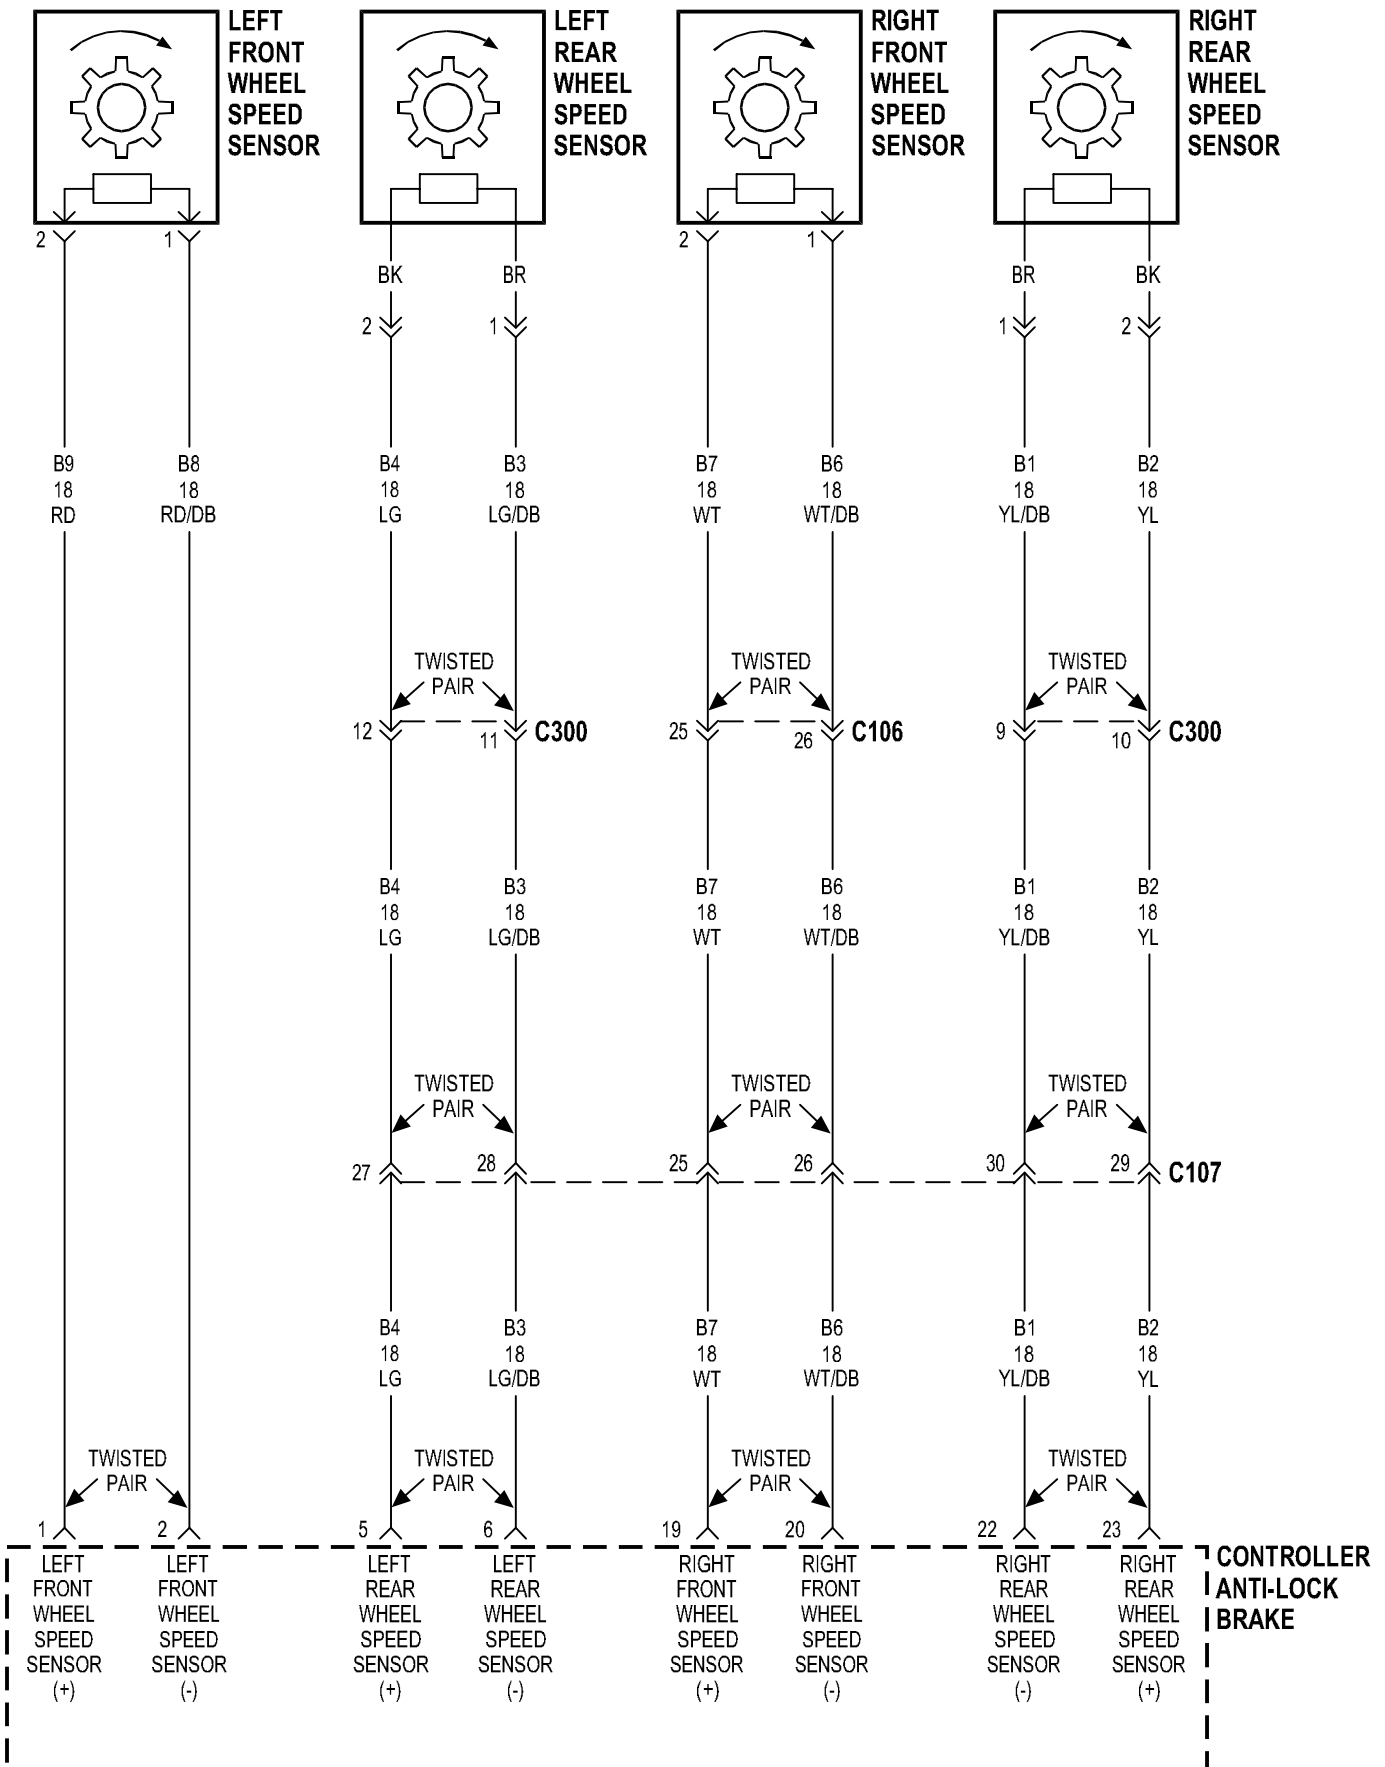 LEFT
FRONT
WHEEL
SPEED
SENSOR
LEFT
REAR
WHEEL
SPEED
SENSOR
RIGHT
FRONT
WHEEL
SPEED
SENSOR
RIGHT
REAR
WHEEL
SPEED
SENSOR
2 1 2 1
BK BR BR BK
2 1 1 2
B9 B8 B4 B3 B7 B6 B1 B2
18 18 18 18 18 18 18 18
RD RD/DB LG LG/DB WT WT/DB YL/DB YL
TWISTED TWISTED TWISTED
PAIR PAIR PAIR
12 11 C300 25 26 C106 9 10 C300
B4 B3 B7 B6 B1 B2
18 18 18 18 18 18
LG LG/DB WT WT/DB YL/DB YL
TWISTED TWISTED TWISTED
PAIR PAIR PAIR
27 28 25 26 30 29 C107
B4 B3 B7 B6 B1 B2
18 18 18 18 18 18
LG LG/DB WT WT/DB YL/DB YL
TWISTED TWISTED TWISTED TWISTED
PAIR PAIR PAIR PAIR
1 2 5 6 19 20 22 23
LEFT
FRONT
WHEEL
SPEED
SENSOR
(+)
LEFT
FRONT
WHEEL
SPEED
SENSOR
(-)
LEFT
REAR
WHEEL
SPEED
SENSOR
(+)
LEFT
REAR
WHEEL
SPEED
SENSOR
(-)
RIGHT
FRONT
WHEEL
SPEED
SENSOR
(+)
RIGHT
FRONT
WHEEL
SPEED
SENSOR
(-)
RIGHT
REAR
WHEEL
SPEED
SENSOR
(-)
RIGHT
REAR
WHEEL
SPEED
SENSOR
(+)
CONTROLLER
ANTI-LOCK
BRAKE